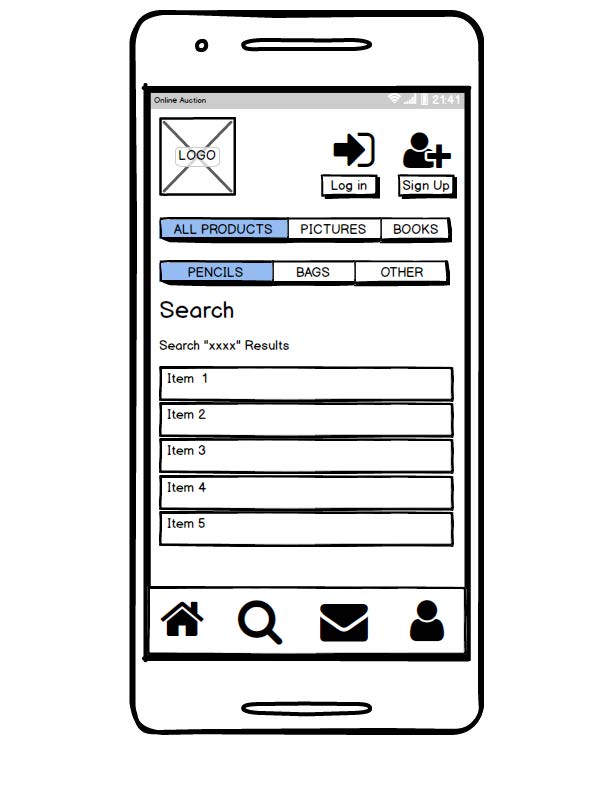 Online Auction 21:41
LOGO
Log in Sign Up
ALL PRODUCTS PICTURES BOOKS
PENCILS BAGS OTHER
Search
Search "xxxx" Results
Item 1
Item 2
Item 3
Item 4
Item 5